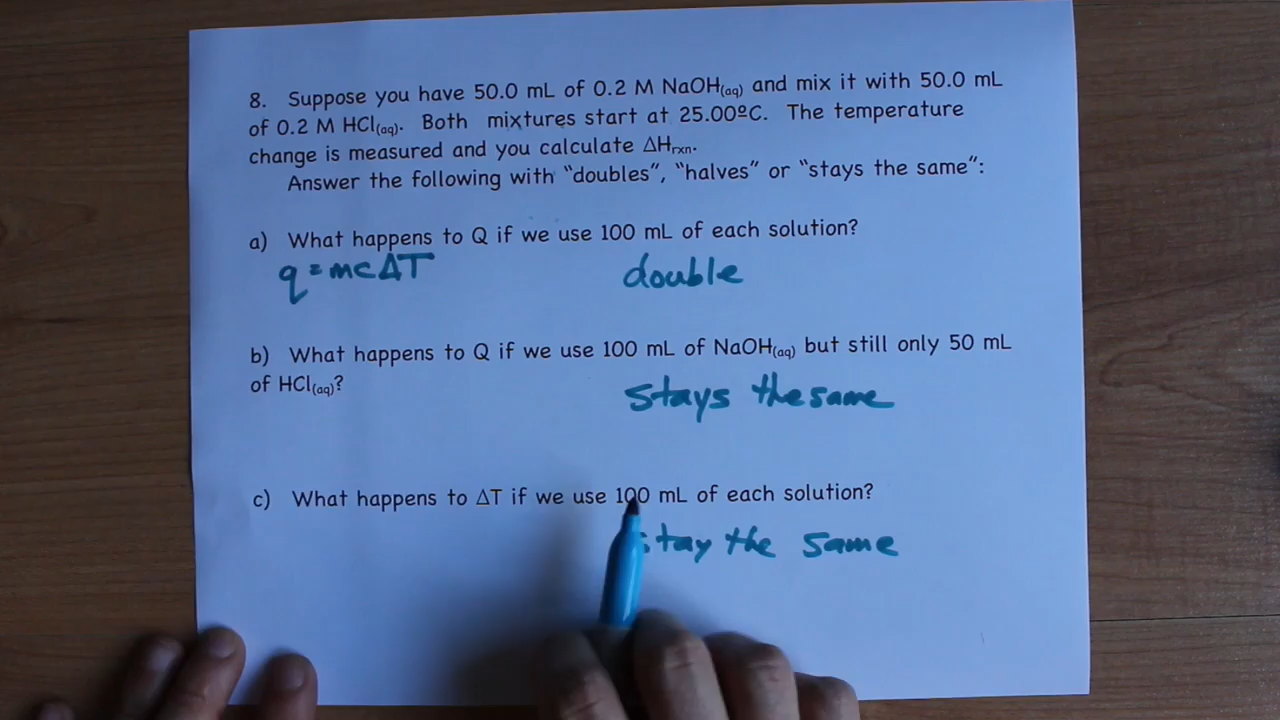 8. Suppose you have 50.0 mL of 0.2 M NaOH(aq) and mix it with 50.0 mL
of 0.2 M HCl(aq). Both mixtures start at 25.00ºC. The temperature
change is measured and you calculate ΔHrxn.
Answer the following with “doubles”, “halves” or “stays the same”:
a) What happens to Q if we use 100 mL of each solution?
q = mcΔT double
b) What happens to Q if we use 100 mL of NaOH(aq) but still only 50 mL
of HCl(aq)?
stays the same
c) What happens to ΔT if we use 100 mL of each solution?
stay the same